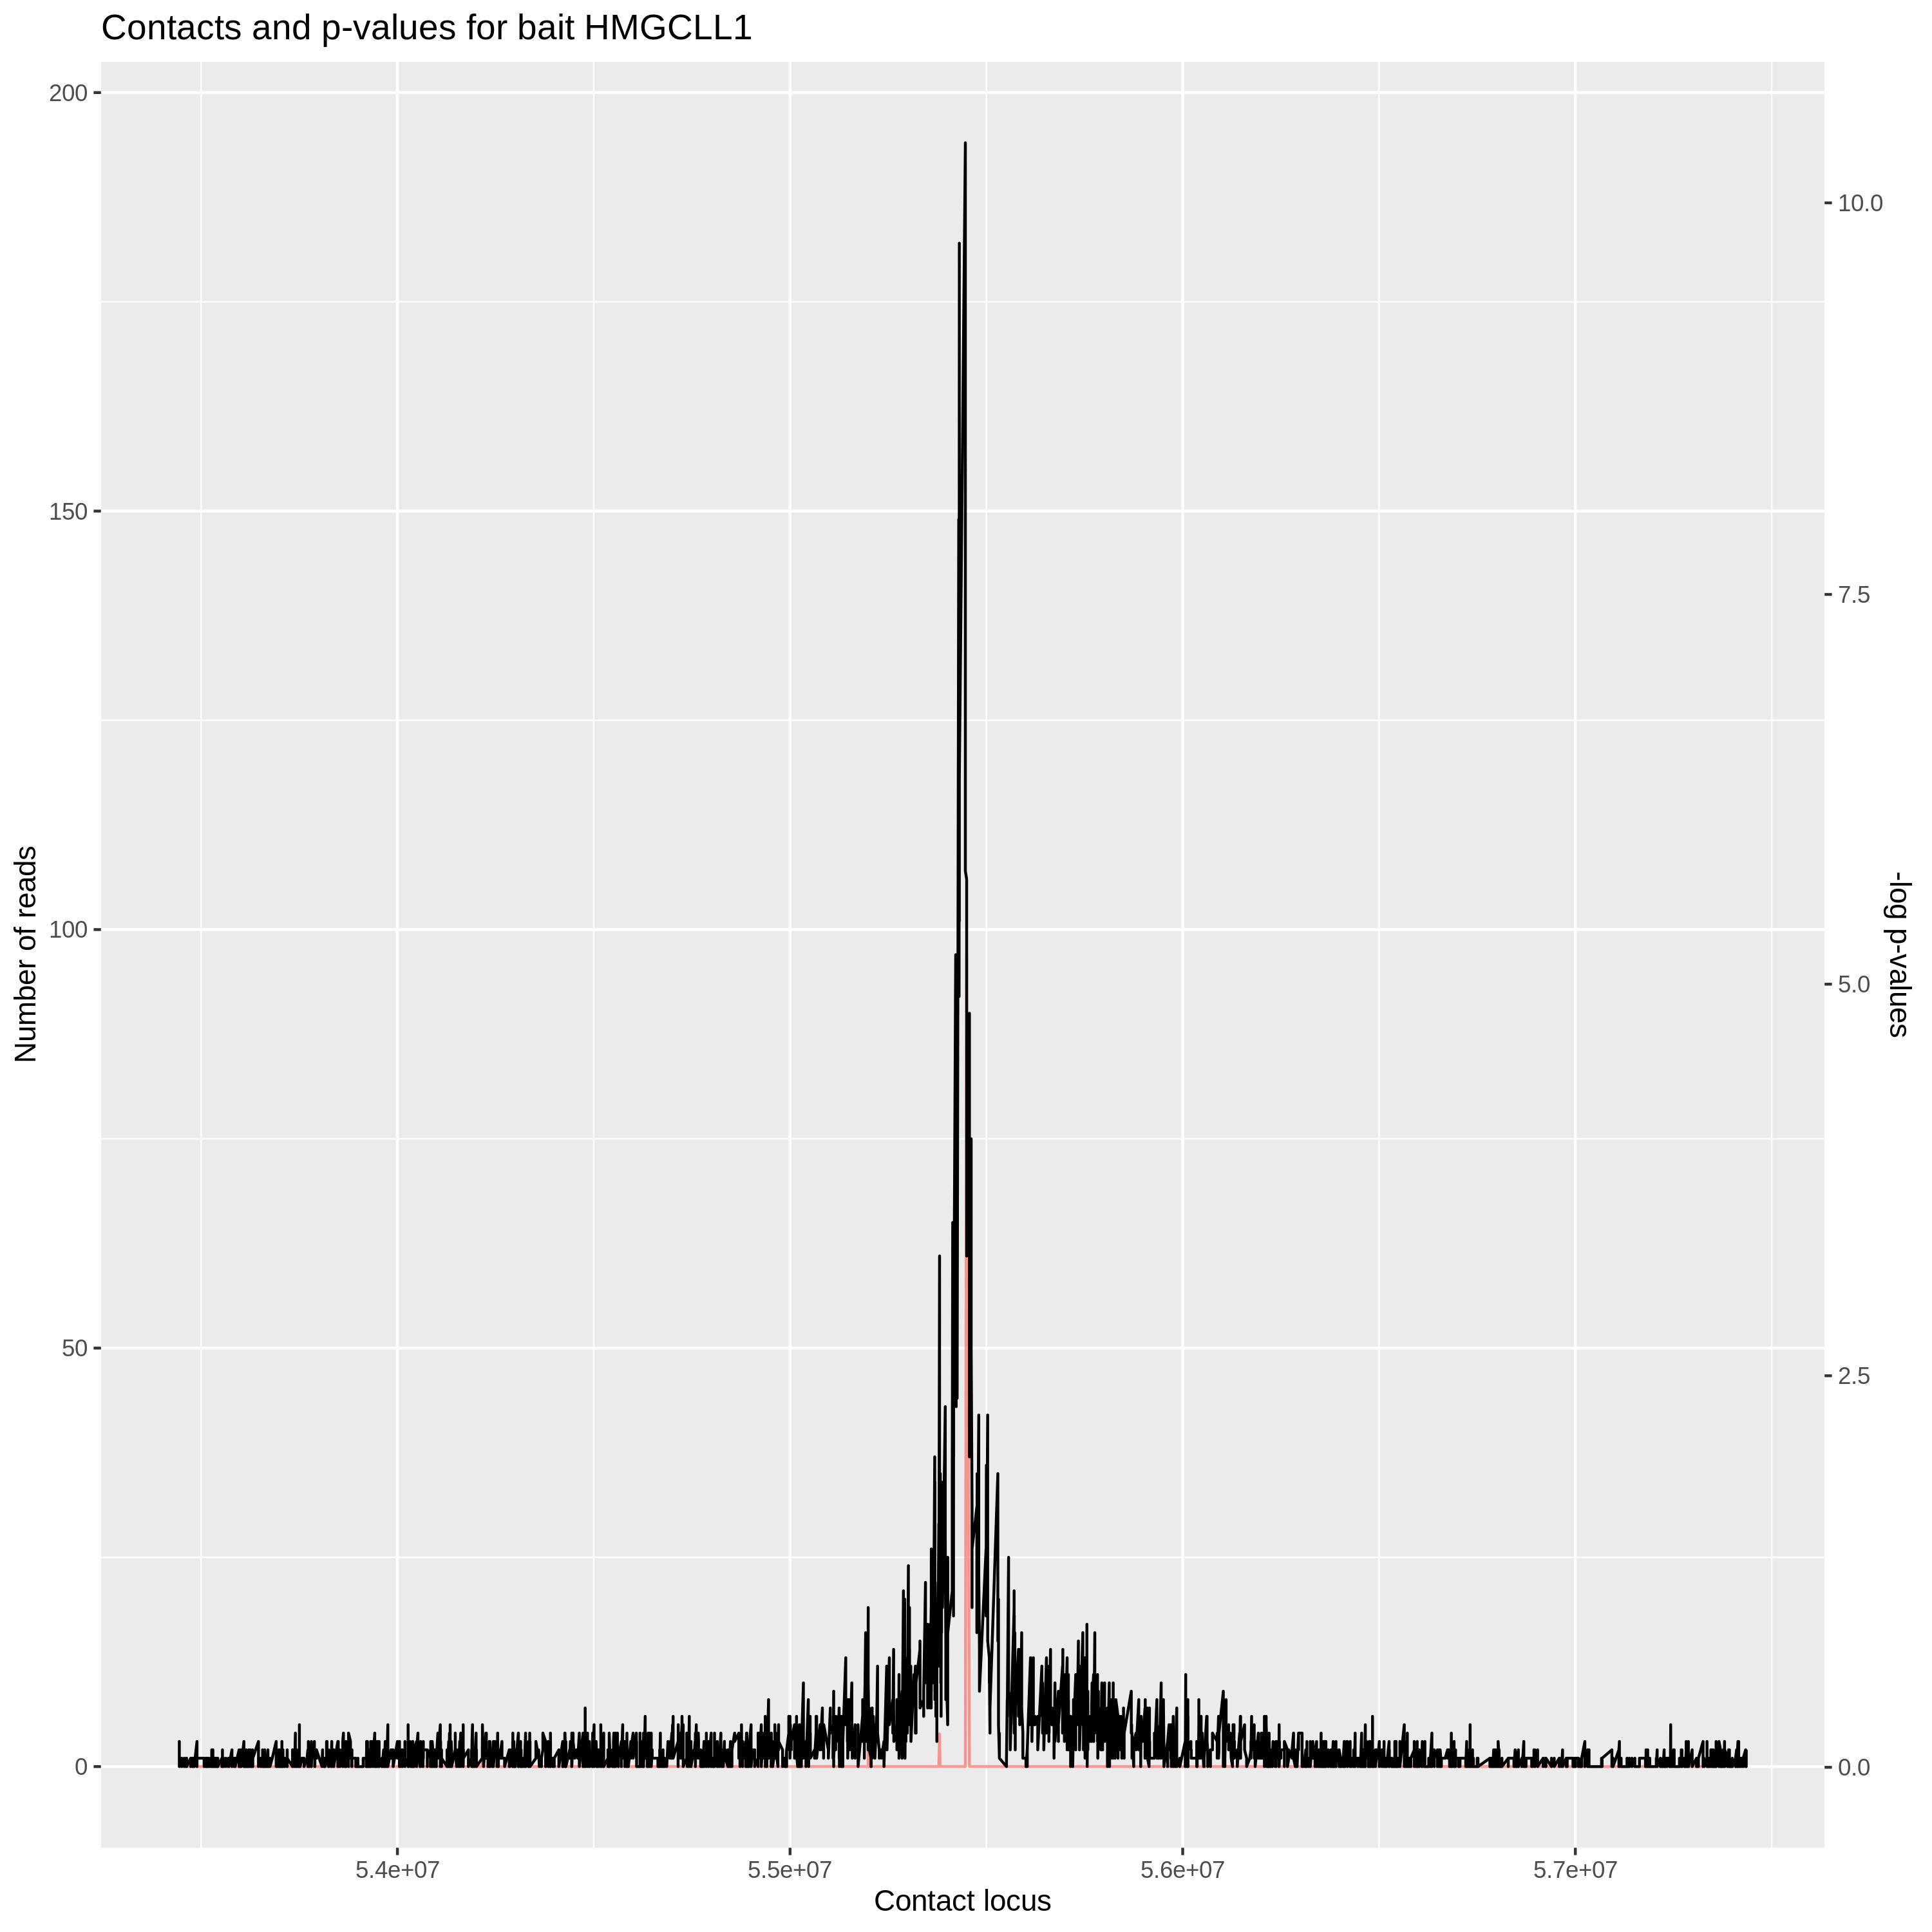 Contacts and p-values for bait HMGCLL1
200
150
100
50
0
Number of reads
10.0
7.5
5.0
2.5
0.0
-log p-values
5.4e+07
5.5e+07
5.6e+07
5.7e+07
Contact locus